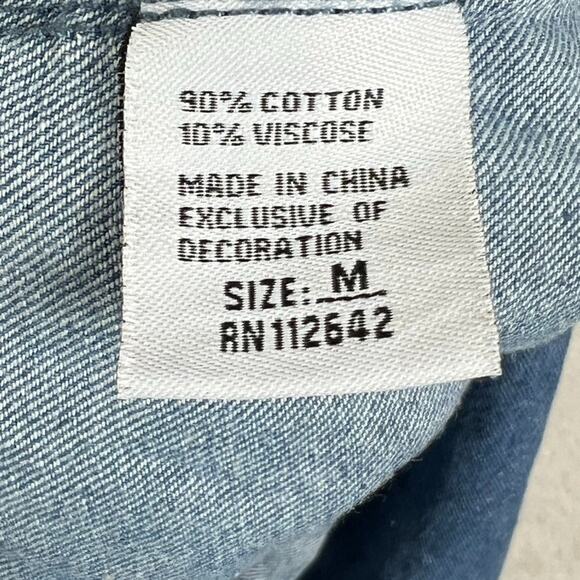 90% COTTON
10% VISCOSE
MADE IN CHINA
EXCLUSIVE OF
DECORATION
SIZE: M
RN112642